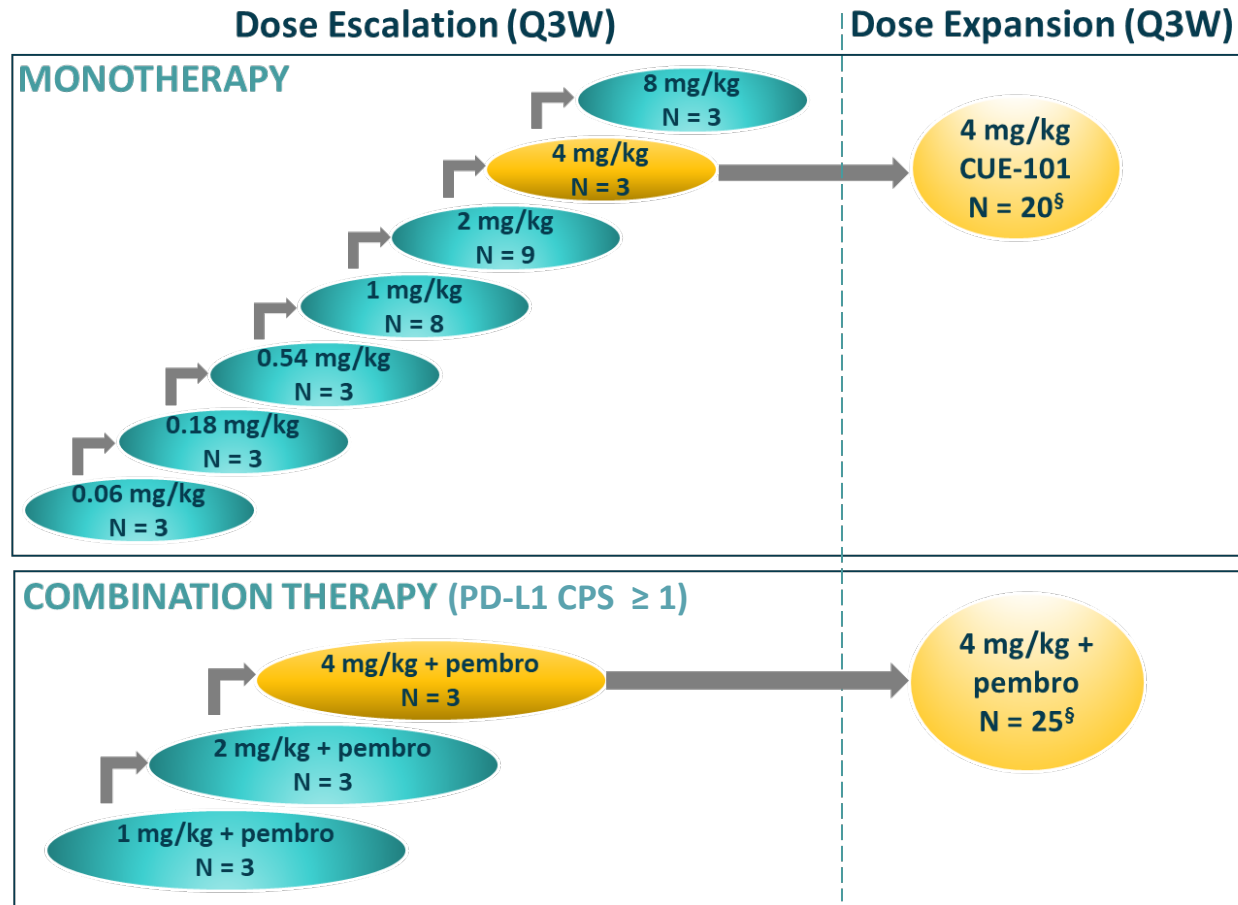 Dose Escalation (Q3W)
Dose Expansion (Q3W)
MONOTHERAPY
8 mg/kg
N = 3
4 mg/kg
N = 3
4 mg/kg
CUE-101
N = 20§
2 mg/kg
N = 9
1 mg/kg
N = 8
0.54 mg/kg
N = 3
0.18 mg/kg
N = 3
0.06 mg/kg
N = 3
COMBINATION THERAPY (PD-L1 CPS ≥ 1)
4 mg/kg + pembro
N = 3
4 mg/kg +
pembro
N = 25§
2 mg/kg + pembro
N = 3
1 mg/kg + pembro
N = 3